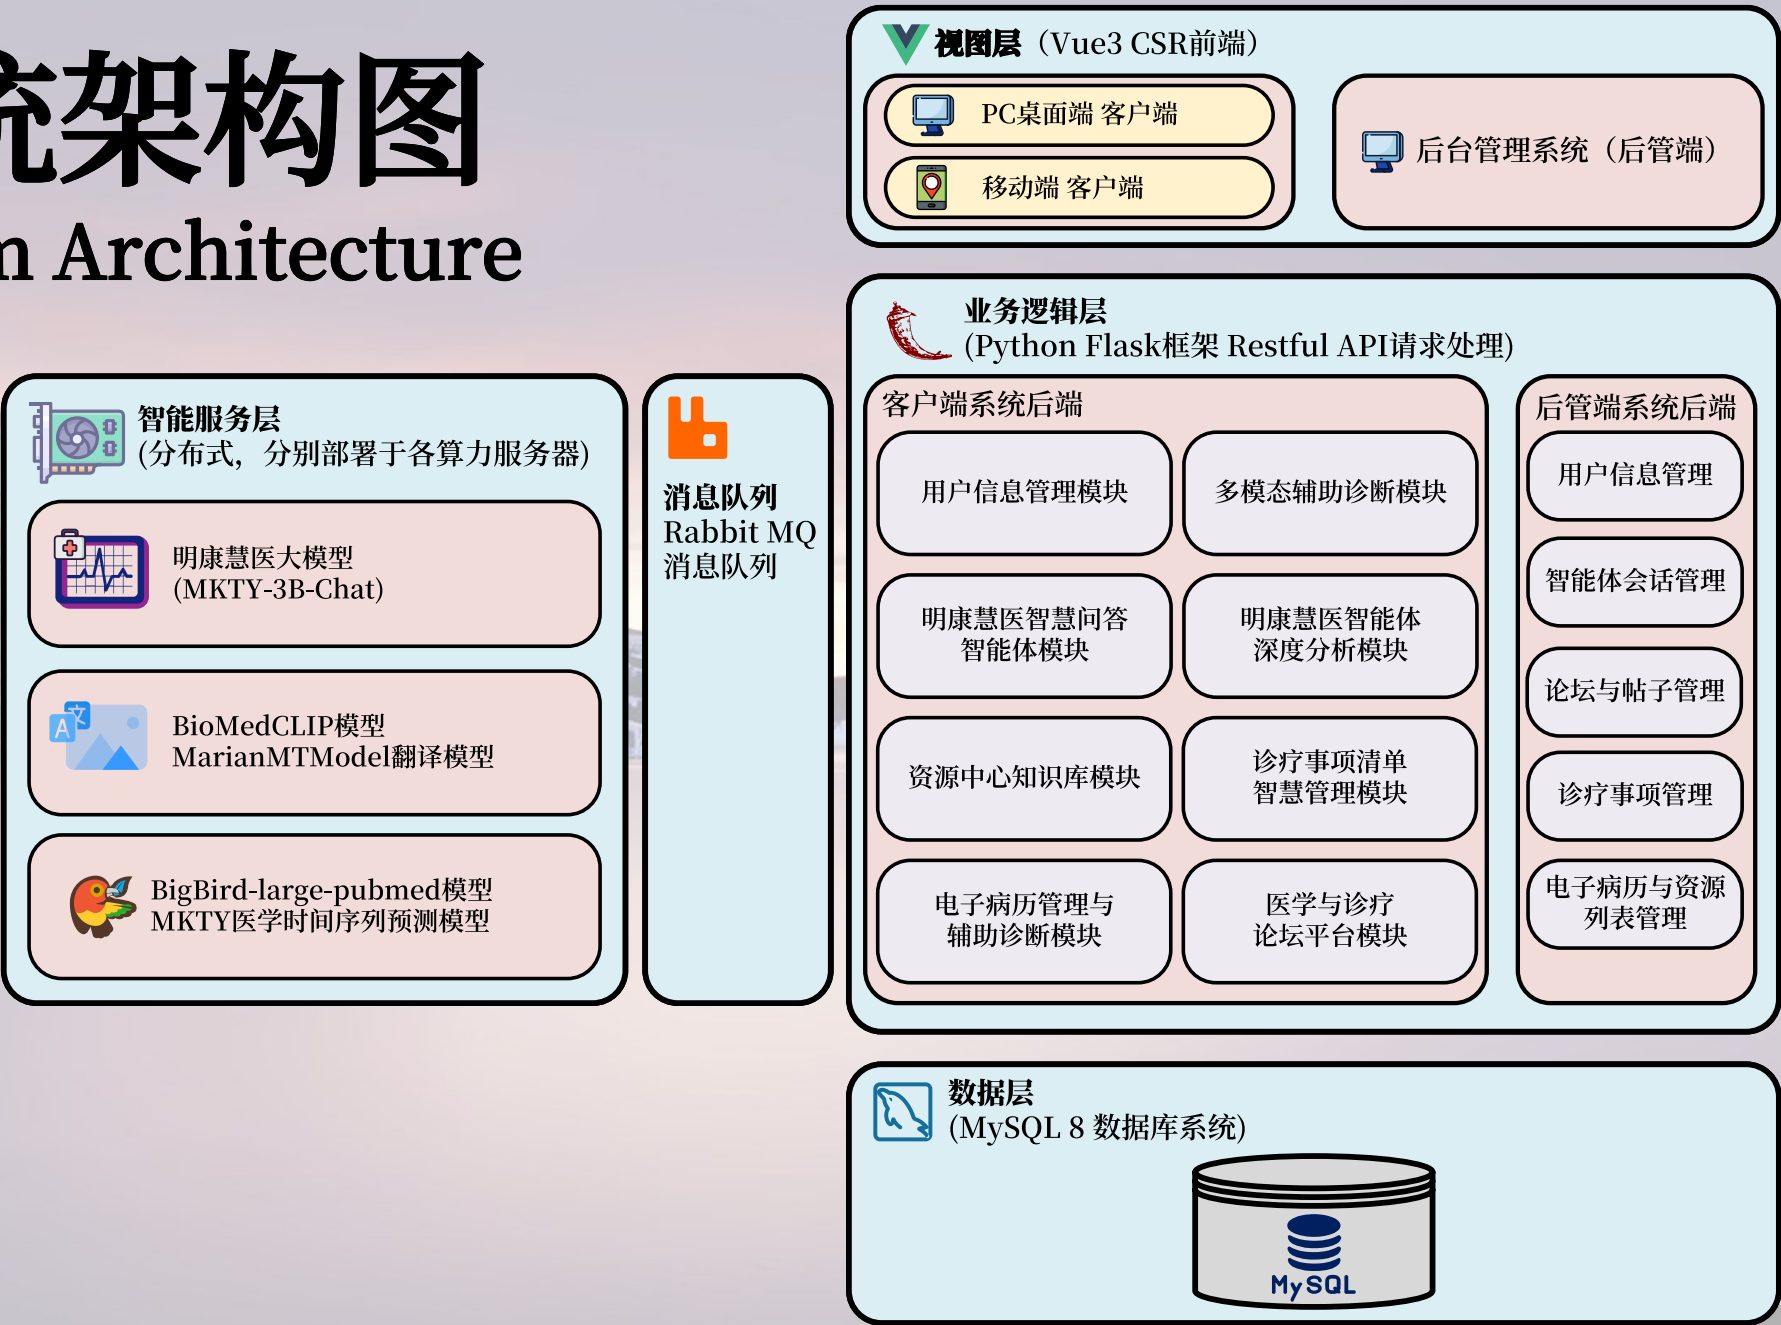 统架构图
m Architecture
视图层（Vue3 CSR前端）
PC桌面端 客户端
移动端 客户端
后台管理系统（后管端）
业务逻辑层
(Python Flask框架 Restful API请求处理)
客户端系统后端
用户信息管理模块
多模态辅助诊断模块
明康慧医智慧问答
智能体模块
明康慧医智能体
深度分析模块
资源中心知识库模块
诊疗事项清单
智慧管理模块
电子病历管理与
辅助诊断模块
医学与诊疗
论坛平台模块
后管端系统后端
用户信息管理
智能体会话管理
论坛与帖子管理
诊疗事项管理
电子病历与资源
列表管理
智能服务层
(分布式，分别部署于各算力服务器)
明康慧医大模型
(MKTY-3B-Chat)
文
A
BioMedCLIP模型
MarianMTModel翻译模型
BigBird-large-pubmed模型
MKTY医学时间序列预测模型
消息队列
Rabbit MQ
消息队列
数据层
(MySQL 8 数据库系统)
MySQL